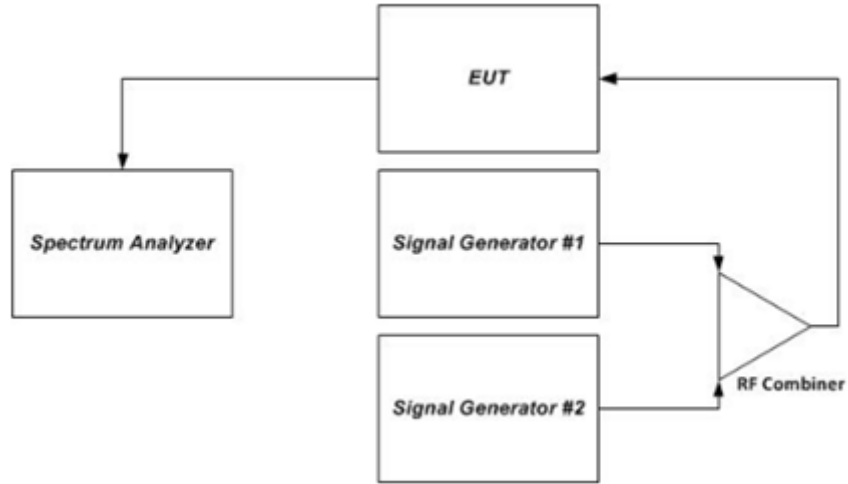 EUT
Spectrum Analyzer
Signal Generator #1
RF Combiner
Signal Generator #2